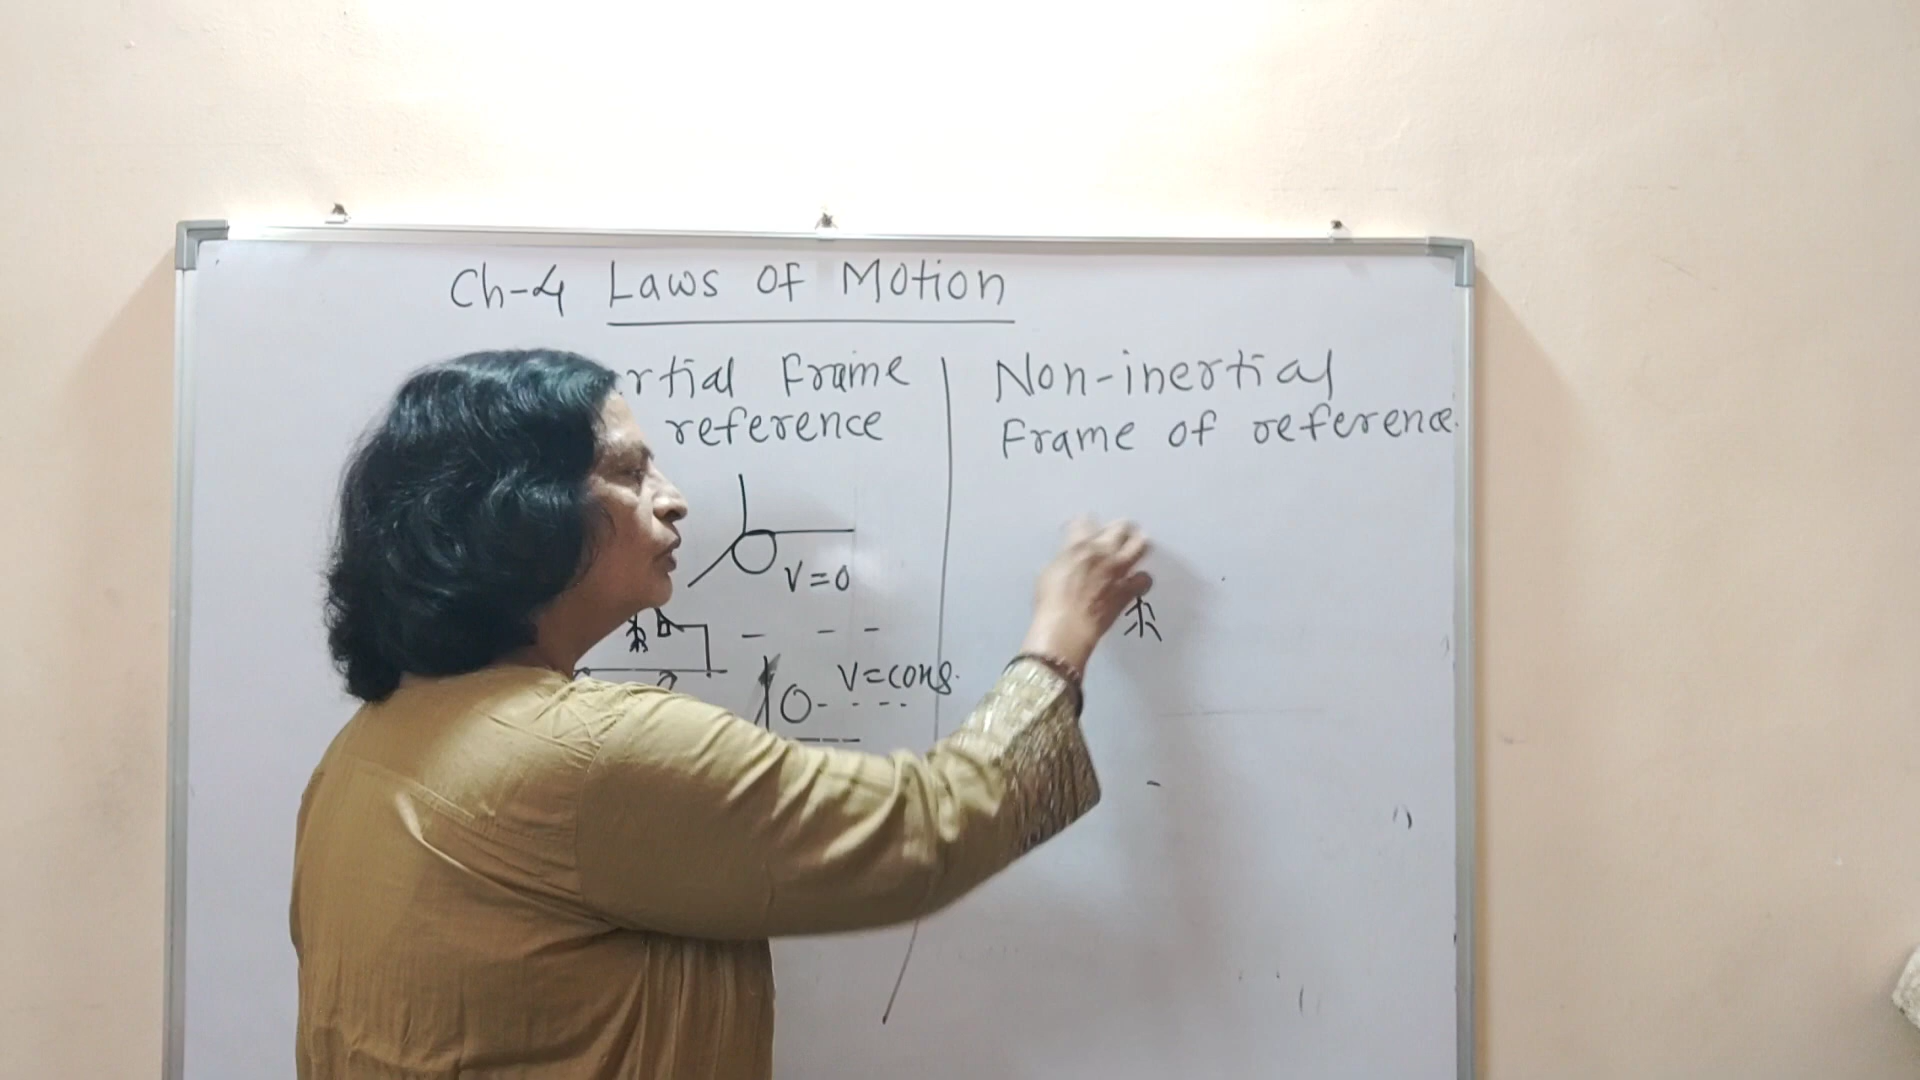 Ch-4 Laws of Motion
rtial Frame
reference
Non-inertial
Frame of reference.
V=0
V=cons.